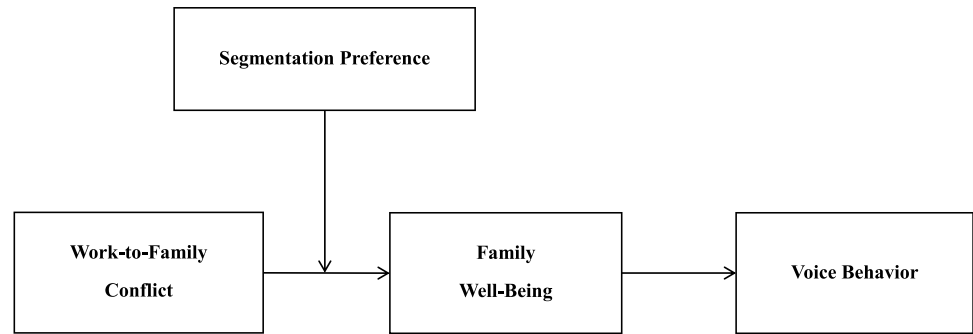 Segmentation Preference
Work-to-Family
Conflict
Family
Well-Being
Voice Behavior